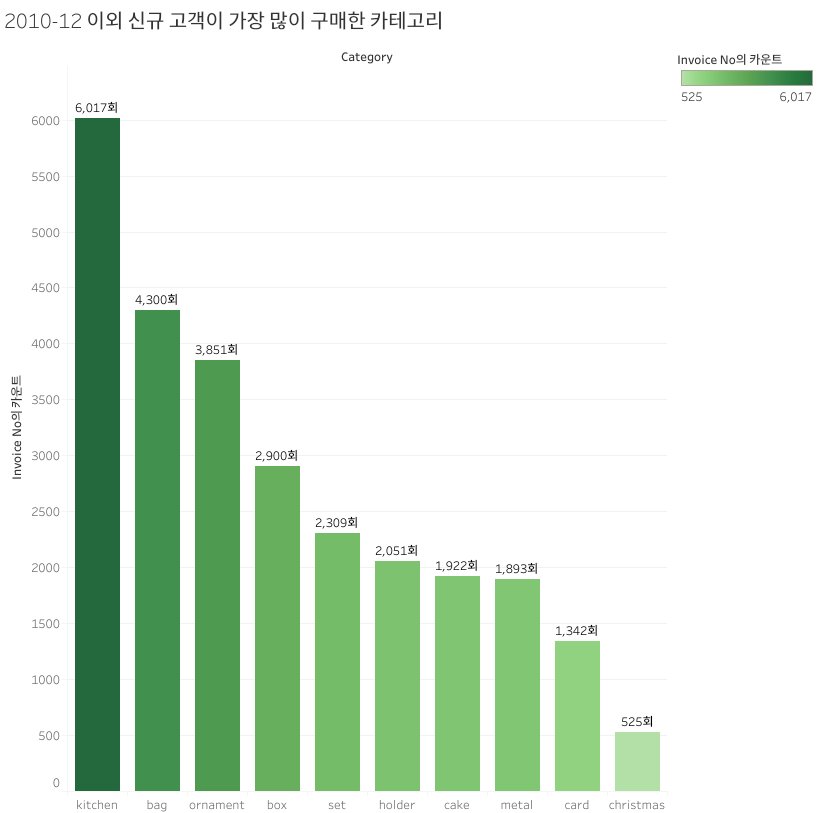 2010-12 이외 신규 고객이 가장 많이 구매한 카테고리
Category
Invoice No의 카운트
525 6,017
6,017회
4,300회
3,851회
2,900회
2,309회
2,051회
1,922회
1,893회
1,342회
525회
Invoice No의 카운트
6000
5500
5000
4500
4000
3500
3000
2500
2000
1500
1000
500
0
kitchen bag ornament box set holder cake metal card christmas